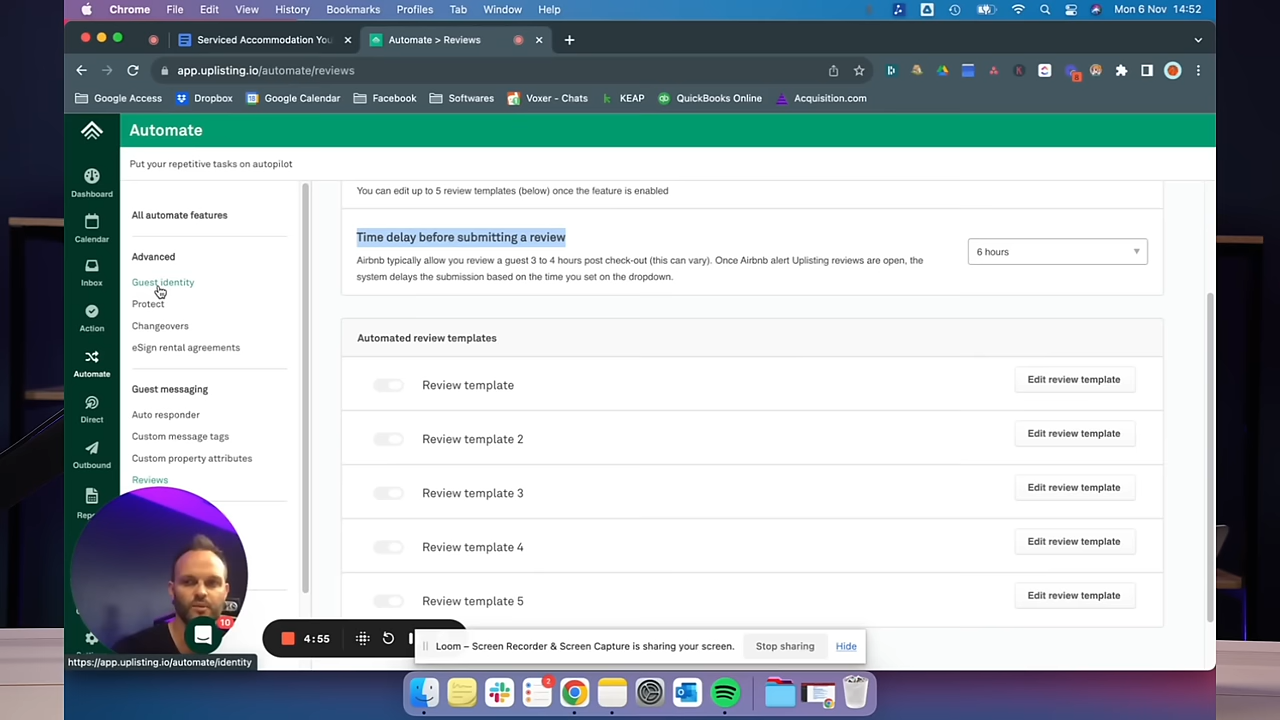 Chrome File Edit View History Bookmarks Profiles Tab Window Help Mon 6 Nov 14:52
Serviced Accommodation You
Automate > Reviews
app.uplisting.io/automate/reviews
Google Access Dropbox Google Calendar Facebook Softwares Voxer - Chats KEAP QuickBooks Online Acquisition.com
Automate
Put your repetitive tasks on autopilot
Dashboard
Calendar
Inbox
Action
Automate
Direct
Outbound
All automate features
Advanced
Guest identity
Protect
Changeovers
eSign rental agreements
Guest messaging
Auto responder
Custom message tags
Custom property attributes
Reviews
You can edit up to 5 review templates (below) once the feature is enabled
Time delay before submitting a review
Airbnb typically allow you review a guest 3 to 4 hours post check-out (this can vary). Once Airbnb alert Uplisting reviews are open, the
system delays the submission based on the time you set on the dropdown.
6 hours
Automated review templates
Review template Edit review template
Review template 2 Edit review template
Review template 3 Edit review template
Review template 4 Edit review template
Review template 5 Edit review template
10
4:55
Loom – Screen Recorder & Screen Capture is sharing your screen. Stop sharing Hide
https://app.uplisting.io/automate/identity
2